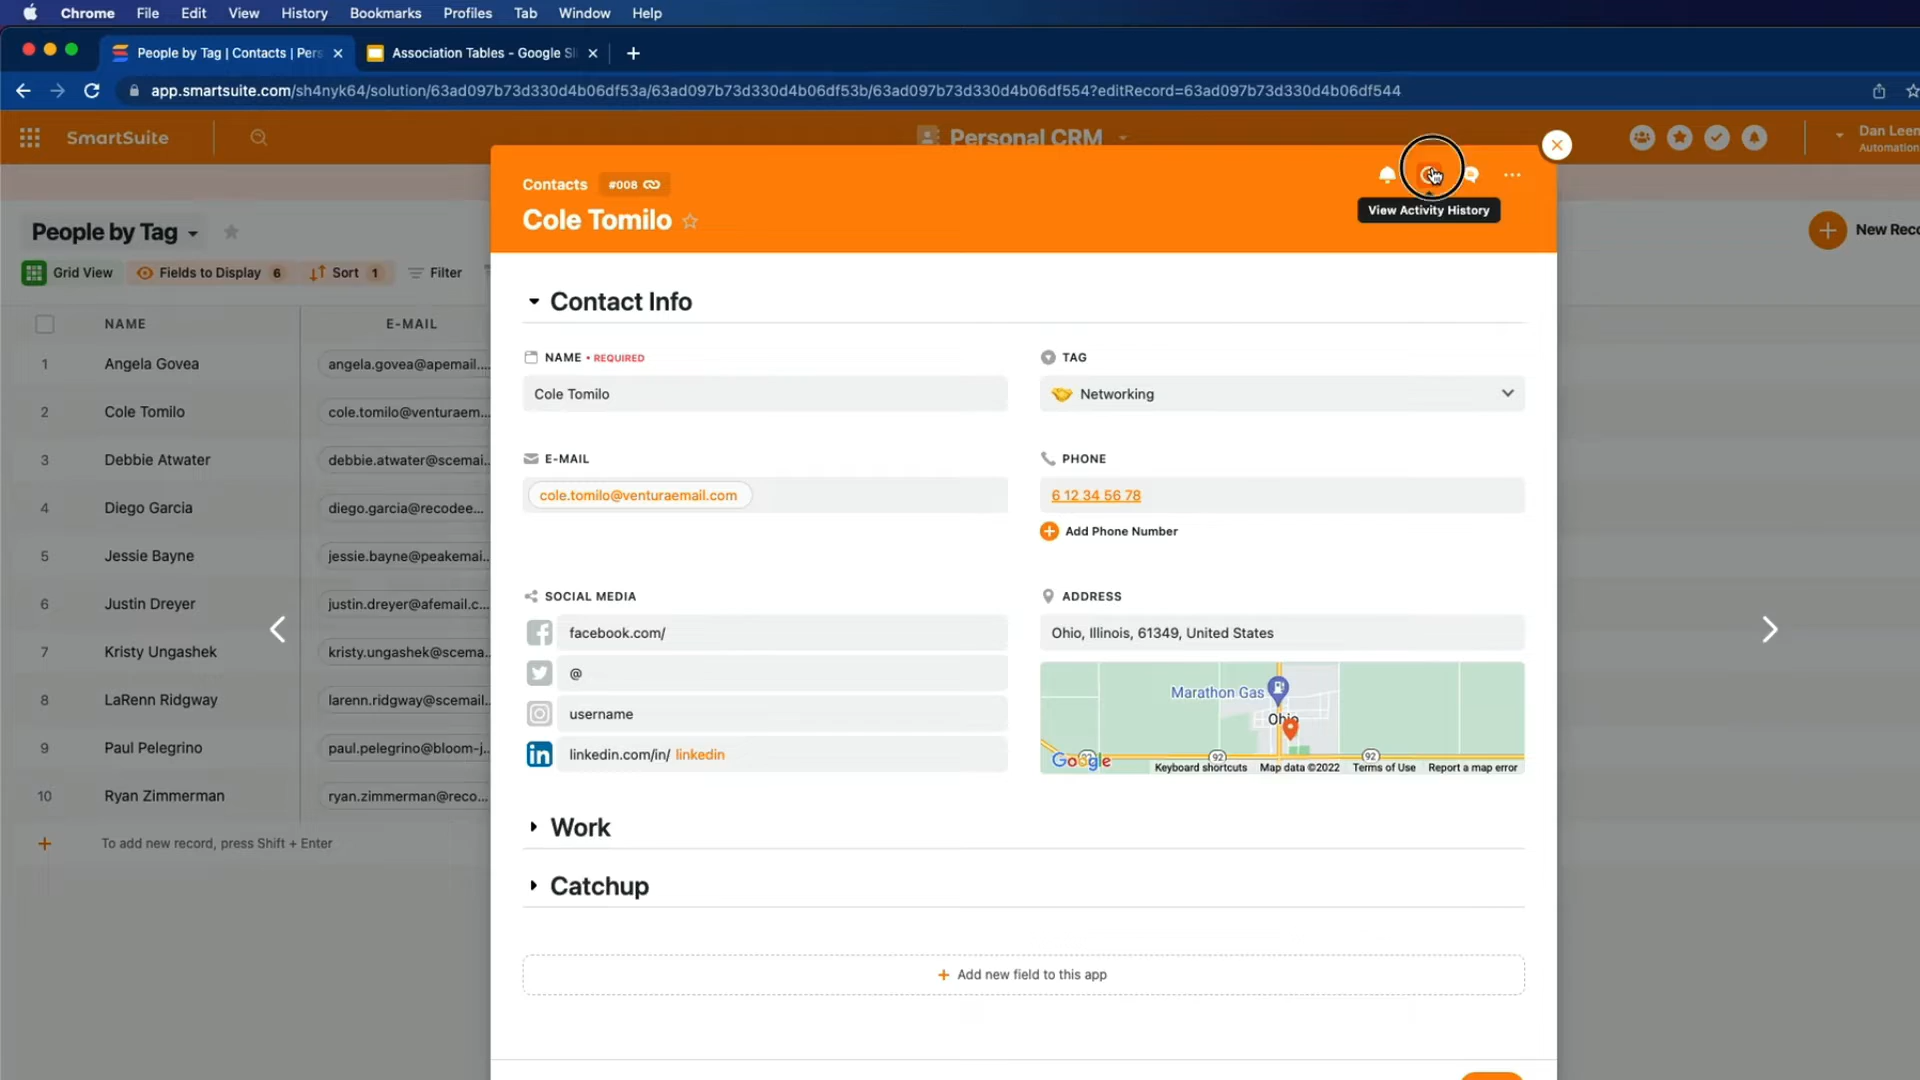 Chrome File Edit View History Bookmarks Profiles Tab Window Help
People by Tag | Contacts | Pers
Association Tables - Google Sl
app.smartsuite.com/sh4nyk64/solution/63ad097b73d330d4b06df53a/63ad097b73d330d4b06df53b/63ad097b73d330d4b06df554?editRecord=63ad097b73d330d4b06df544
SmartSuite
Personal CRM
Dan Leem
Automation
Contacts #008
Cole Tomilo
View Activity History
People by Tag
New Reco
Grid View
Fields to Display 6
Sort 1
Filter
NAME E-MAIL
1 Angela Govea angela.govea@apemail....
2 Cole Tomilo cole.tomilo@venturaem...
3 Debbie Atwater debbie.atwater@scemai...
4 Diego Garcia diego.garcia@recodee...
5 Jessie Bayne jessie.bayne@peakemai...
6 Justin Dreyer justin.dreyer@afemail.c...
7 Kristy Ungashek kristy.ungashek@scema...
8 LaRenn Ridgway larenn.ridgway@scemail...
9 Paul Pelegrino paul.pelegrino@bloom-j...
10 Ryan Zimmerman ryan.zimmerman@reco...
To add new record, press Shift + Enter
Contact Info
NAME • REQUIRED
Cole Tomilo
TAG
Networking
E-MAIL
cole.tomilo@venturaemail.com
PHONE
6 12 34 56 78
Add Phone Number
SOCIAL MEDIA
facebook.com/
@
username
linkedin.com/in/ linkedin
ADDRESS
Ohio, Illinois, 61349, United States
Marathon Gas
Ohio
92
92
Google
Keyboard shortcuts Map data ©2022 Terms of Use Report a map error
Work
Catchup
Add new field to this app